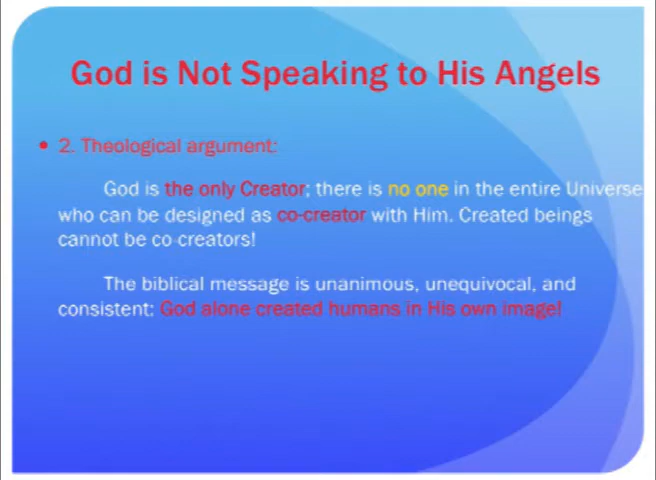 God is Not Speaking to His Angels
• 2. Theological argument:
God is the only Creator; there is no one in the entire Universe
who can be designed as co-creator with Him. Created beings
cannot be co-creators!
The biblical message is unanimous, unequivocal, and
consistent: God alone created humans in His own image!